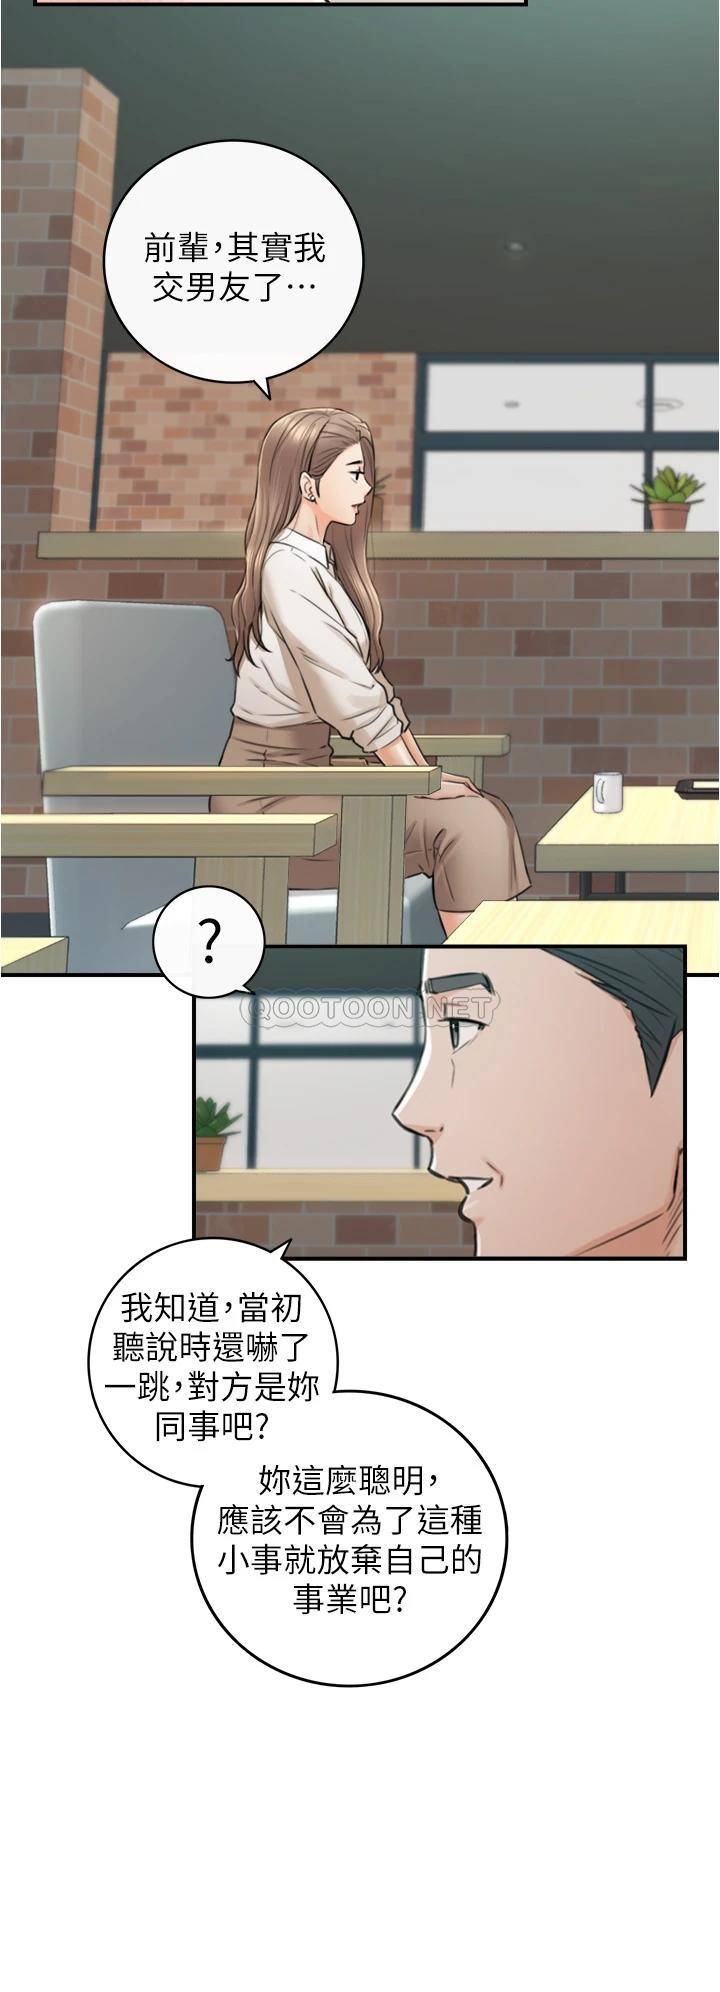 前輩，其實我
交男友了⋯
?
QOOTOON.NET
我知道，當初
聽說時還嚇了
一跳，對方是妳
同事吧?
妳這麼聰明，
應該不會為了這種
小事就放棄自己的
事業吧?